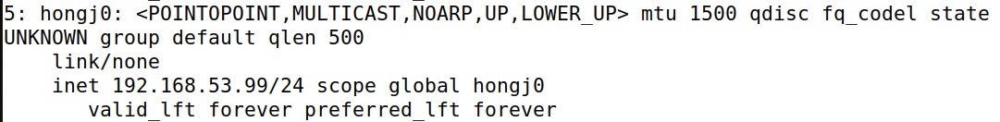 5: hongj0: <POINTOPOINT,MULTICAST,NOARP,UP,LOWER_UP> mtu 1500 qdisc fq_codel state
UNKNOWN group default qlen 500
    link/none
    inet 192.168.53.99/24 scope global hongj0
       valid_lft forever preferred_lft forever